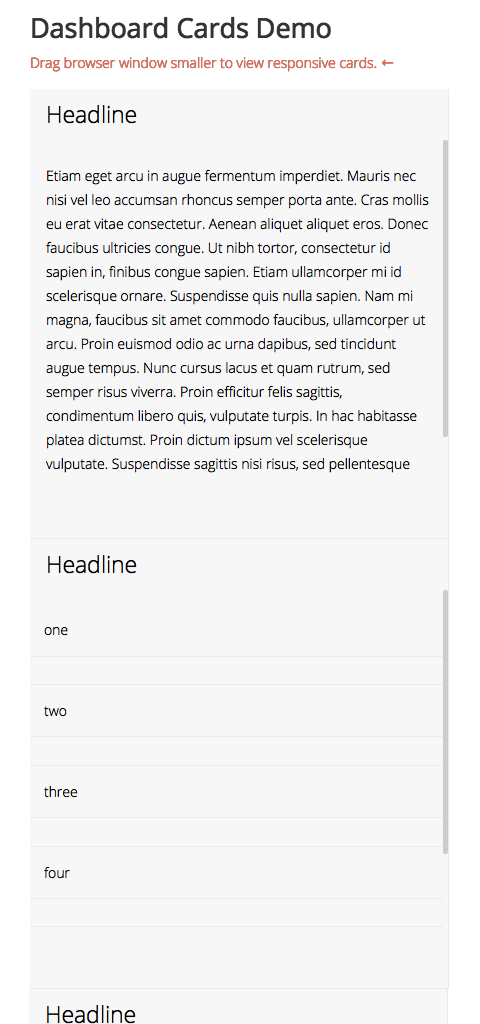 Dashboard Cards Demo
Drag browser window smaller to view responsive cards. ←
Headline
Etiam eget arcu in augue fermentum imperdiet. Mauris nec
nisi vel leo accumsan rhoncus semper porta ante. Cras mollis
eu erat vitae consectetur. Aenean aliquet aliquet eros. Donec
faucibus ultricies congue. Ut nibh tortor, consectetur id
sapien in, finibus congue sapien. Etiam ullamcorper mi id
scelerisque ornare. Suspendisse quis nulla sapien. Nam mi
magna, faucibus sit amet commodo faucibus, ullamcorper ut
arcu. Proin euismod odio ac urna dapibus, sed tincidunt
augue tempus. Nunc cursus lacus et quam rutrum, sed
semper risus viverra. Proin efficitur felis sagittis,
condimentum libero quis, vulputate turpis. In hac habitasse
platea dictumst. Proin dictum ipsum vel scelerisque
vulputate. Suspendisse sagittis nisi risus, sed pellentesque
Headline
one
two
three
four
Headline